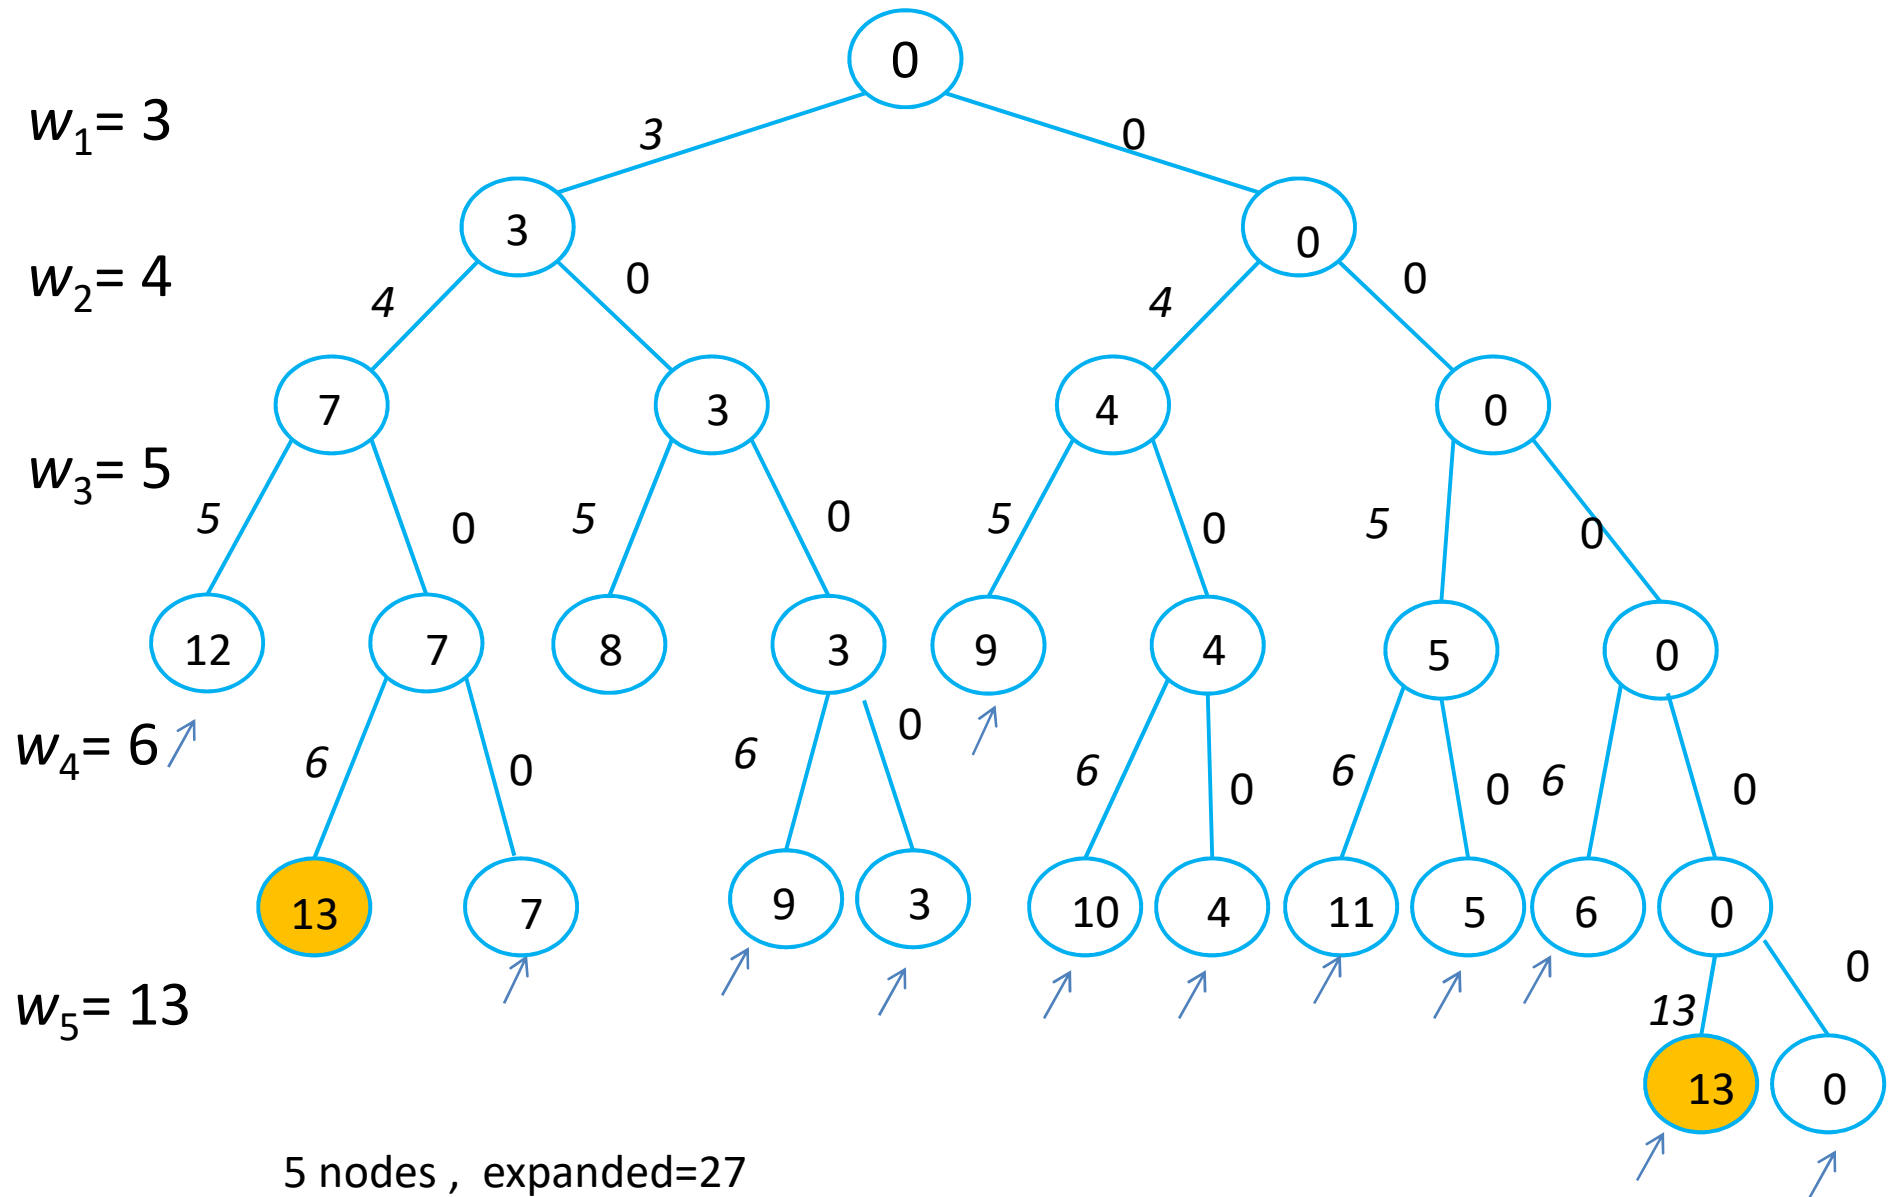 0
w1= 3
3 0
3 0
w2= 4
4 0 4 0
7 3 4 0
w3= 5
5 0 5 0 5 0 5 0
12 7 8 3 9 4 5 0
w4= 6
6 0 6 0 6 0 6 0 6 0
13 7 9 3 10 4 11 5 6 0
w5= 13
13 0
13 0
5 nodes , expanded=27